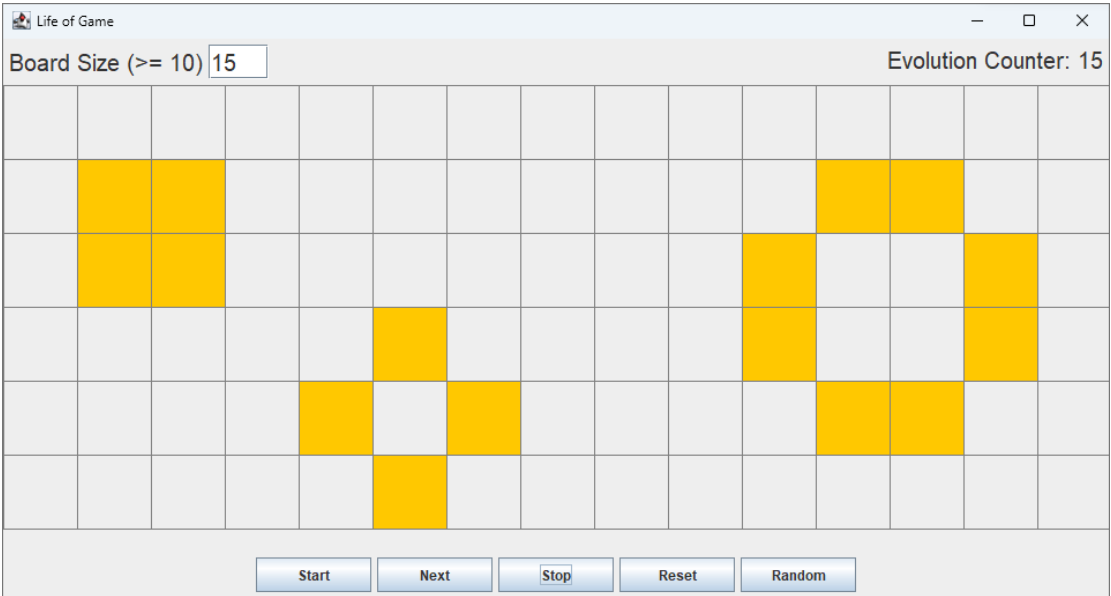 Life of Game
Board Size (>= 10) 15
Evolution Counter: 15
Start Next Stop Reset Random